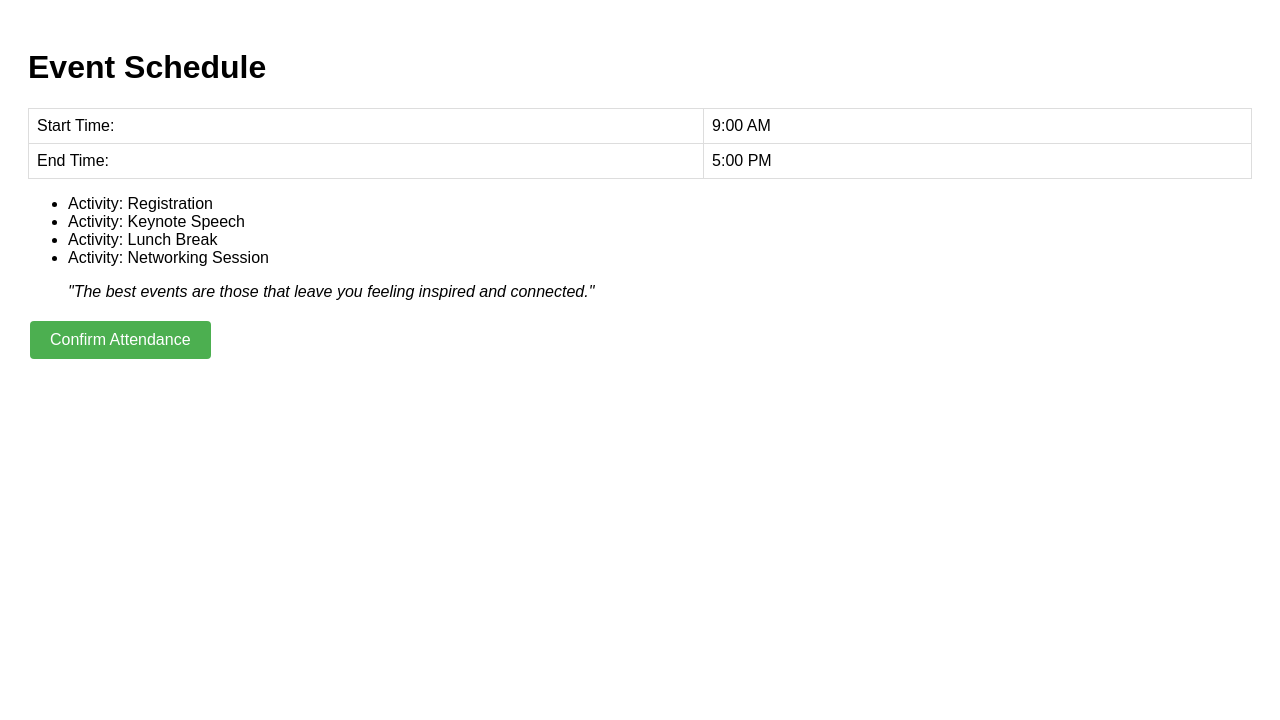 Event Schedule
Start Time: 9:00 AM
End Time: 5:00 PM
Activity: Registration
Activity: Keynote Speech
Activity: Lunch Break
Activity: Networking Session
"The best events are those that leave you feeling inspired and connected."
Confirm Attendance